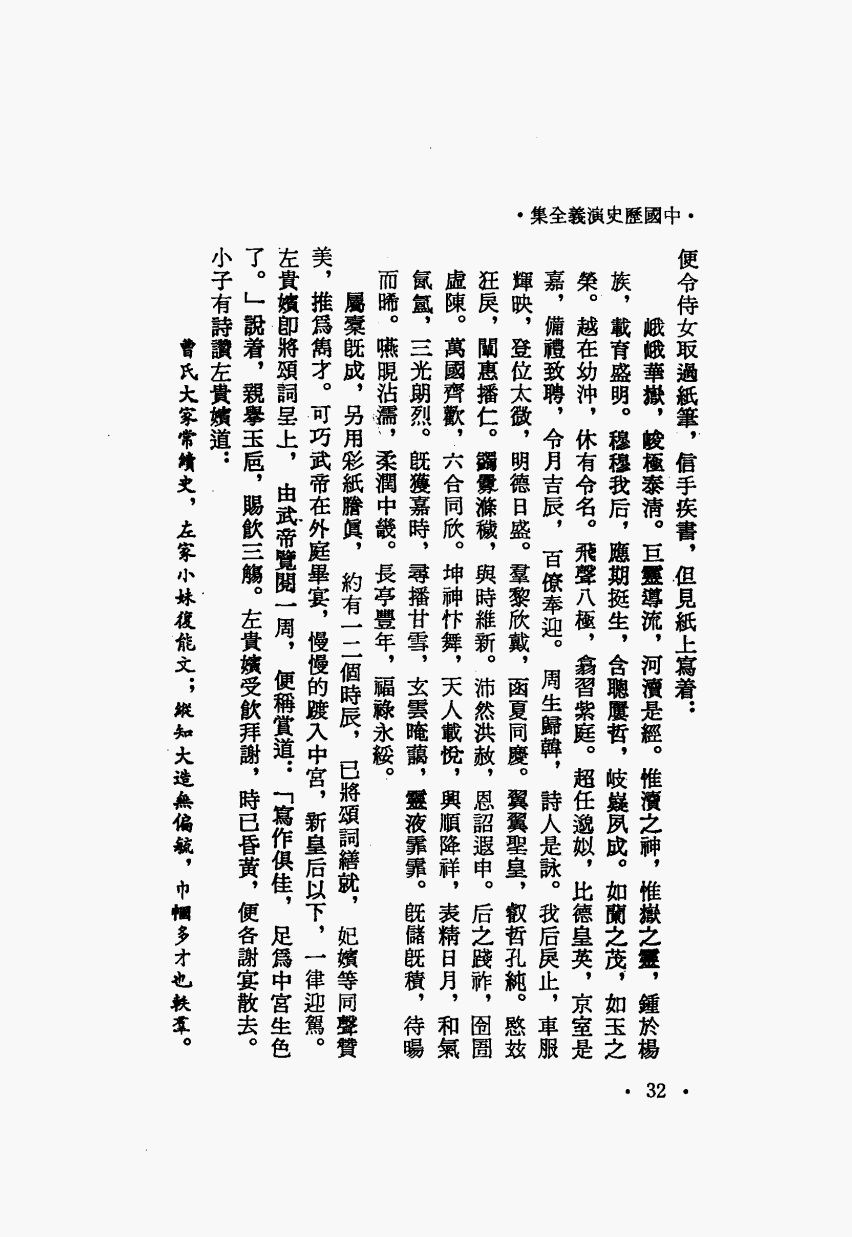 ·中國歷史演義全集·
便令侍女取過紙筆，信手疾書，但見紙上寫着：
峨峨華嶽，峻極泰清。巨靈導流，河瀆是經。惟瀆之神，惟嶽之靈，鍾於楊
族，載育盛明。穆穆我后，應期挺生，含聰履哲，岐嶷夙成。如蘭之茂，如玉之
榮。越在幼沖，休有令名。飛聲八極，翕習紫庭。超任邈姒，比德皇英，京室是
嘉，備禮致聘，令月吉辰，百僚奉迎。周生歸韓，詩人是詠。我后戾止，車服
輝映，登位太微，明德日盛。羣黎欣戴，函夏同慶。翼翼聖皇，叡哲孔純。愍玆
狂戾，闡惠播仁。蠲釁滌穢，與時維新。沛然洪赦，恩詔遐申。后之踐祚，囹圄
虛陳。萬國齊歡，六合同欣。坤神忭舞，天人載悅，興順降祥，表精日月，和氣
氤氳，三光朗烈。旣獲嘉時，尋播甘雪，玄雲晻藹，靈液霏霏。旣儲旣積，待暘
而晞。嚥晛沾濡，柔潤中畿。長亭豐年，福祿永綏。
屬稾旣成，另用彩紙謄眞，約有一二個時辰，已將頌詞繕就，妃嬪等同聲贊
美，推爲雋才。可巧武帝在外庭畢宴，慢慢的踱入中宮，新皇后以下，一律迎駕。
左貴嬪卽將頌詞呈上，由武帝覽閱一周，便稱賞道：「寫作俱佳，足爲中宮生色
了。」說着，親擧玉巵，賜飮三觴。左貴嬪受飮拜謝，時已昏黃，便各謝宴散去。
小子有詩讚左貴嬪道：
曹氏大家常續史，左家小妹復能文；縱知大造無偏毓，巾幗多才也軼羣。
· 32 ·